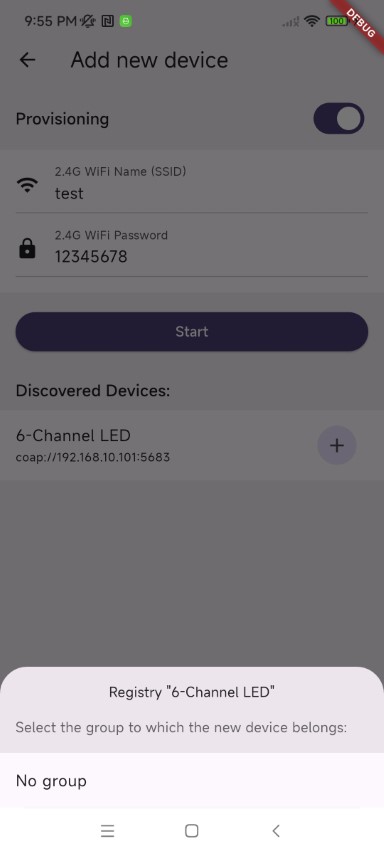 9:55 PM
100
DEBUG
Add new device
Provisioning
2.4G WiFi Name (SSID)
test
2.4G WiFi Password
12345678
Start
Discovered Devices:
6-Channel LED
coap://192.168.10.101:5683
+
Registry "6-Channel LED"
Select the group to which the new device belongs:
No group